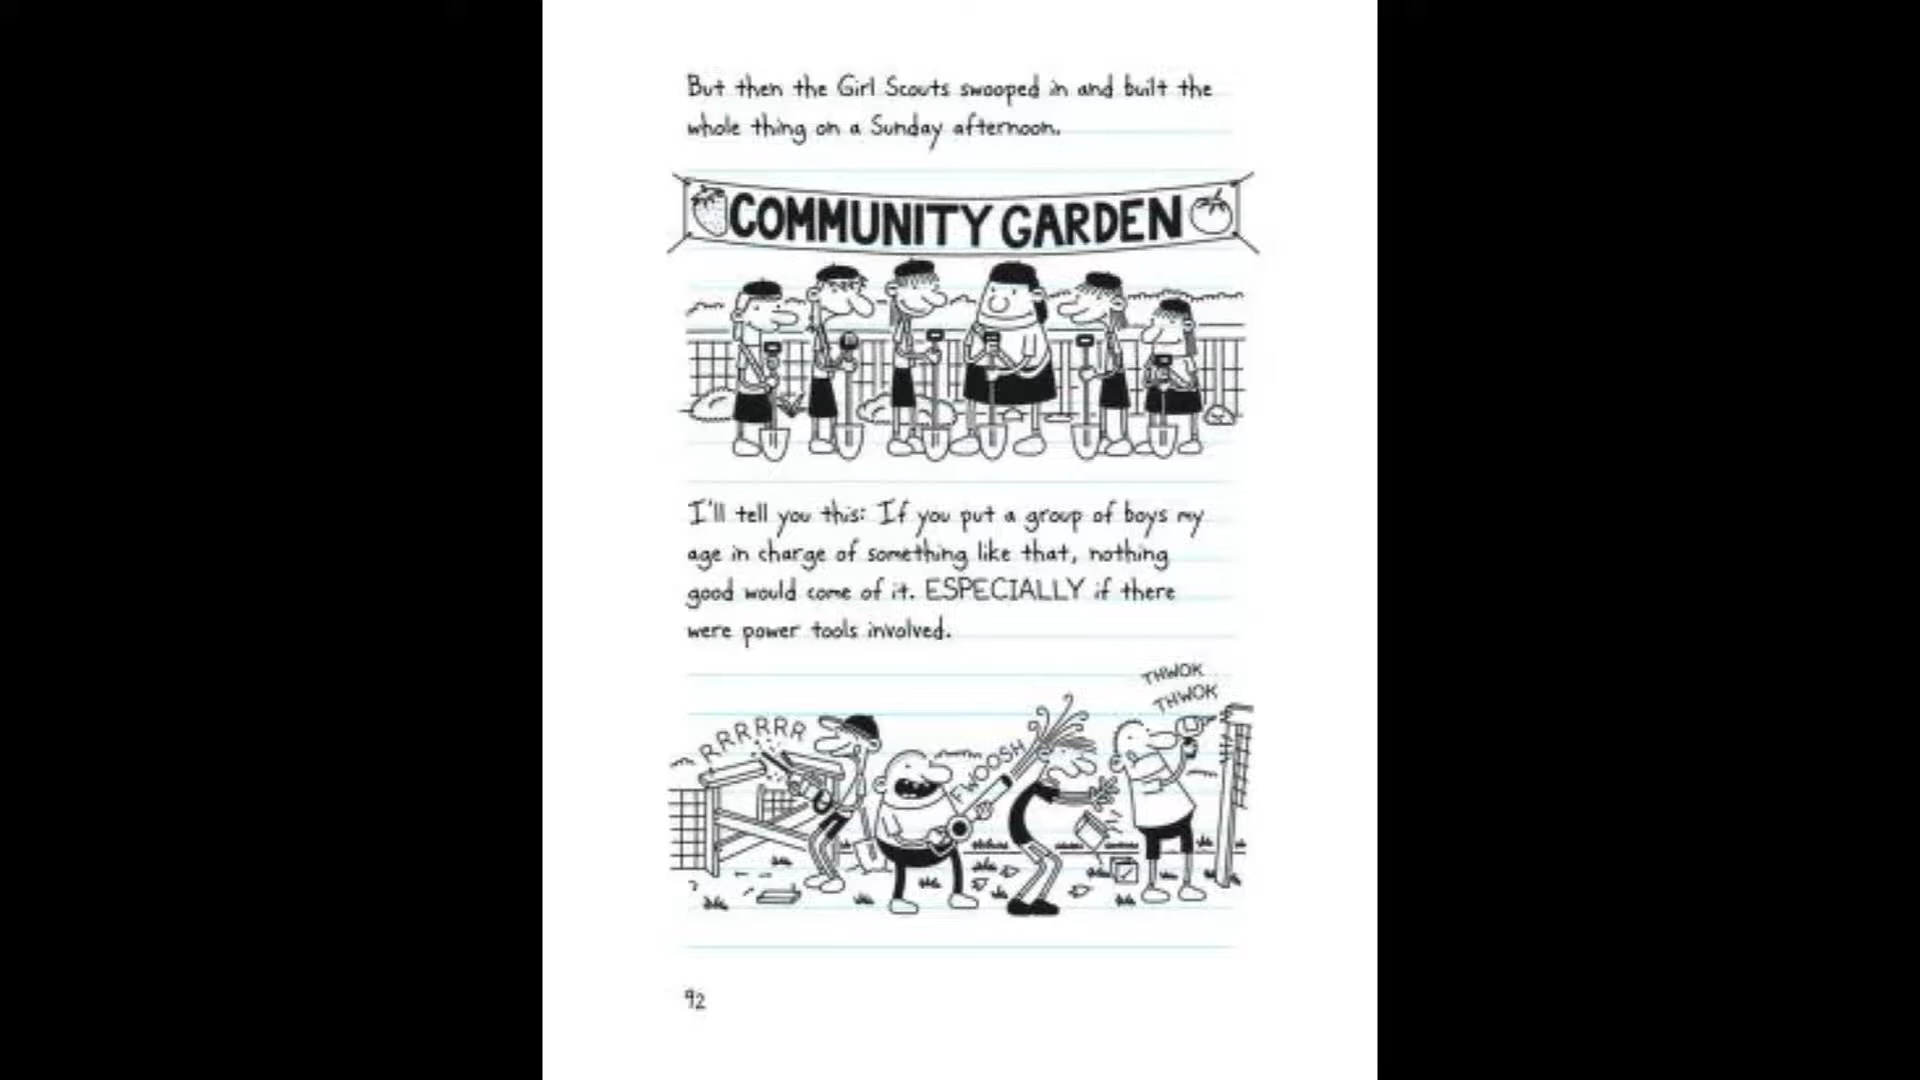 But then the Girl Scouts swooped in and built the
whole thing on a Sunday afternoon.
COMMUNITY GARDEN
I'll tell you this: If you put a group of boys my
age in charge of something like that, nothing
good would come of it. ESPECIALLY if there
were power tools involved.
THWOK
THWOK
RRRRRR
FWOOSH
92